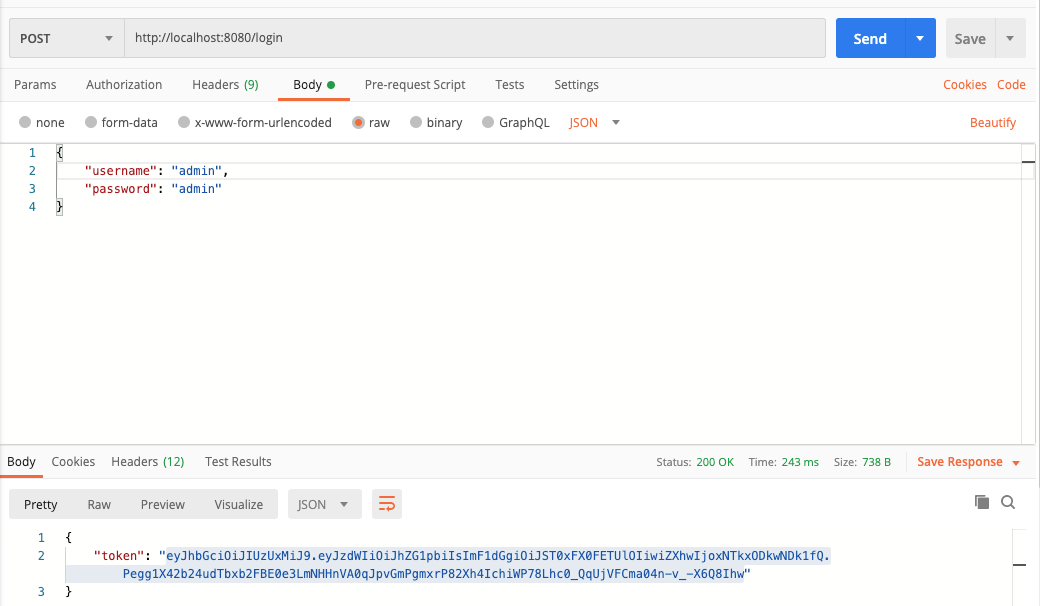 POST http://localhost:8080/login Send Save
Params Authorization Headers (9) Body Pre-request Script Tests Settings Cookies Code
none form-data x-www-form-urlencoded raw binary GraphQL JSON Beautify
1 {
2 "username": "admin",
3 "password": "admin"
4 }
Body Cookies Headers (12) Test Results Status: 200 OK Time: 243 ms Size: 738 B Save Response
Pretty Raw Preview Visualize JSON
1 {
2 "token": "eyJhbGciOiJIUzUxMiJ9.eyJzdWIiOiJhZG1pbiIsImF1dGgiOiJST0xFX0FETUlOIiwiZXhwIjoxNTkxODkwNDk1fQ.
Pegg1X42b24udTbxb2FBE0e3LmNHHnVA0qJpvGmPgmxrP82Xh4IchiWP78Lhc0_QqUjVFCma04n-v_-X6Q8Ihw"
3 }